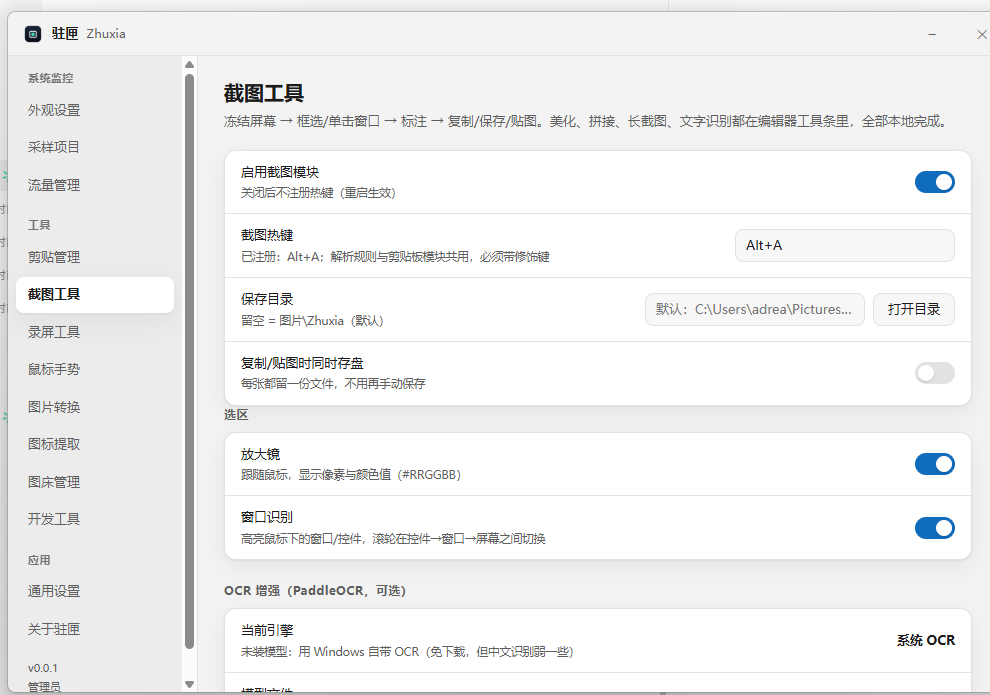 驻匣 Zhuxia
系统监控
外观设置
采样项目
流量管理
工具
剪贴管理
截图工具
录屏工具
鼠标手势
图片转换
图标提取
图床管理
开发工具
应用
通用设置
关于驻匣
v0.0.1
管理员
截图工具
冻结屏幕 → 框选/单击窗口 → 标注 → 复制/保存/贴图。美化、拼接、长截图、文字识别都在编辑器工具条里，全部本地完成。
启用截图模块
关闭后不注册热键（重启生效）
截图热键
已注册：Alt+A；解析规则与剪贴板模块共用，必须带修饰键
Alt+A
保存目录
留空 = 图片\Zhuxia（默认）
默认：C:\Users\adrea\Pictures...
打开目录
复制/贴图时同时存盘
每张都留一份文件，不用再手动保存
选区
放大镜
跟随鼠标，显示像素与颜色值（#RRGGBB）
窗口识别
高亮鼠标下的窗口/控件，滚轮在控件→窗口→屏幕之间切换
OCR 增强（PaddleOCR，可选）
当前引擎
未装模型：用 Windows 自带 OCR（免下载，但中文识别弱一些）
系统 OCR